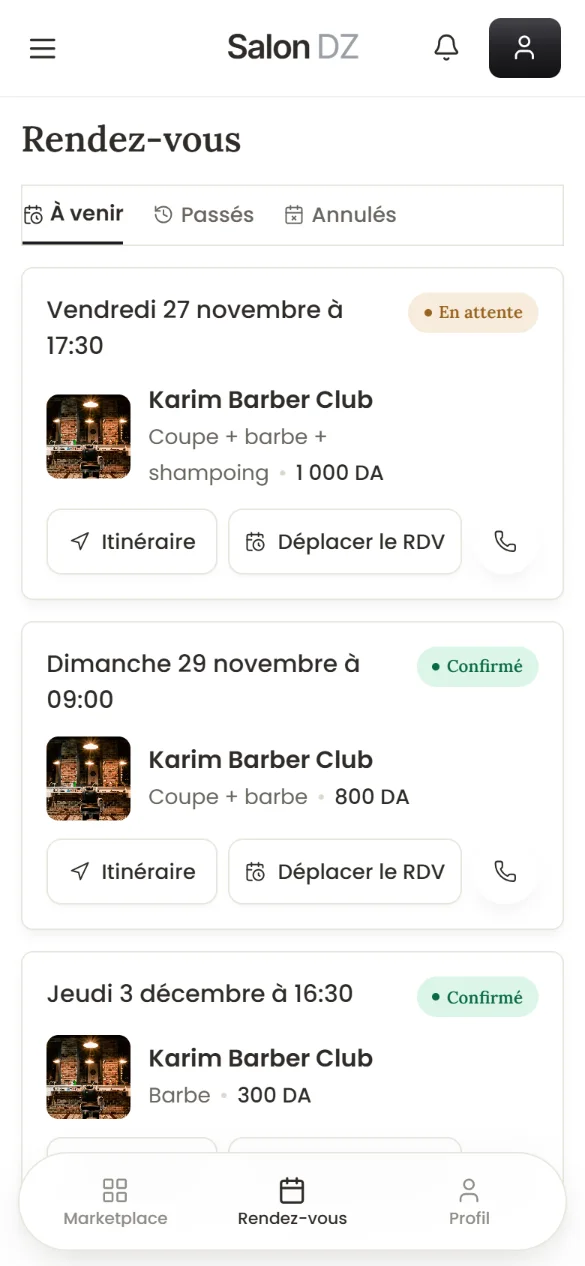 Salon DZ
Rendez-vous
À venir Passés Annulés
Vendredi 27 novembre à
17:30
En attente
Karim Barber Club
Coupe + barbe +
shampoing • 1 000 DA
Itinéraire Déplacer le RDV
Dimanche 29 novembre à
09:00
Confirmé
Karim Barber Club
Coupe + barbe • 800 DA
Itinéraire Déplacer le RDV
Jeudi 3 décembre à 16:30
Confirmé
Karim Barber Club
Barbe • 300 DA
Marketplace Rendez-vous Profil